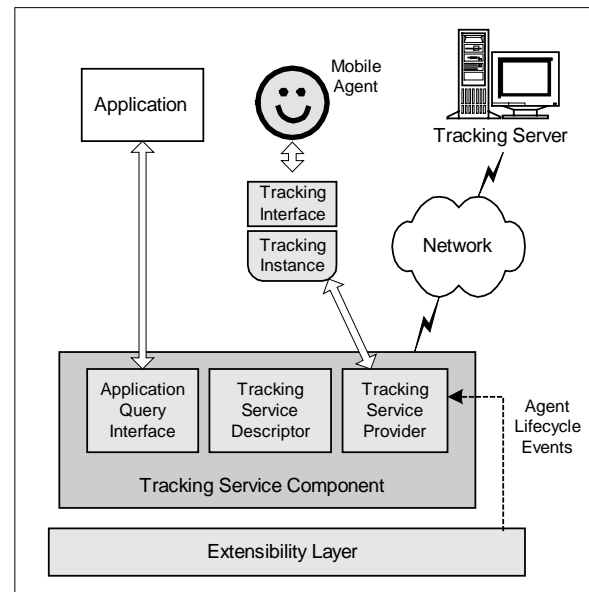 Mobile
Agent
Application
Tracking Server
Tracking
Interface
Tracking
Instance
Network
Application
Query
Interface
Tracking
Service
Descriptor
Tracking
Service
Provider
Agent
Lifecycle
Events
Tracking Service Component
Extensibility Layer